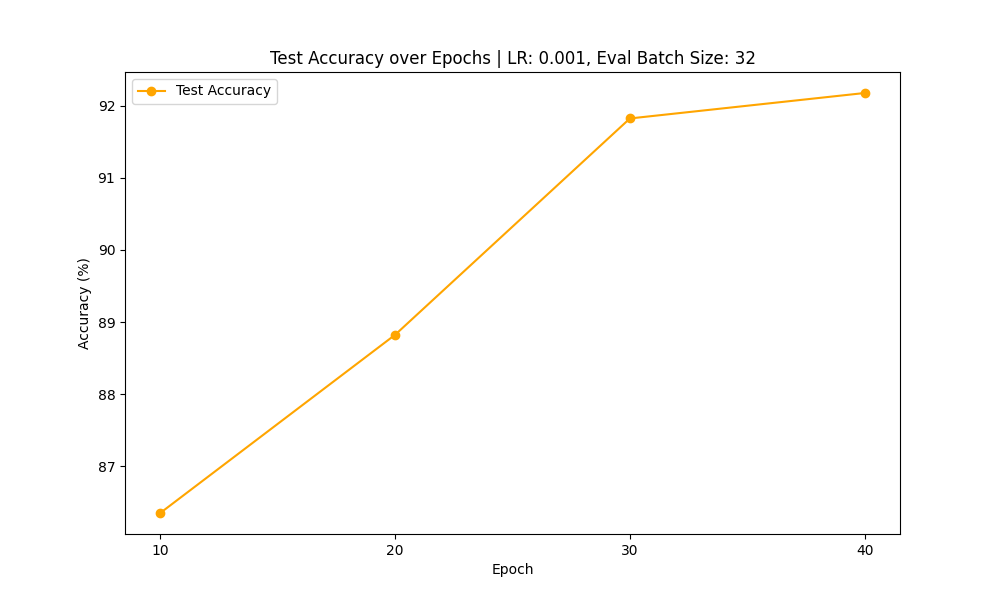 Test Accuracy over Epochs | LR: 0.001, Eval Batch Size: 32
Test Accuracy
92
91
90
89
88
87
Accuracy (%)
10 20 30 40
Epoch